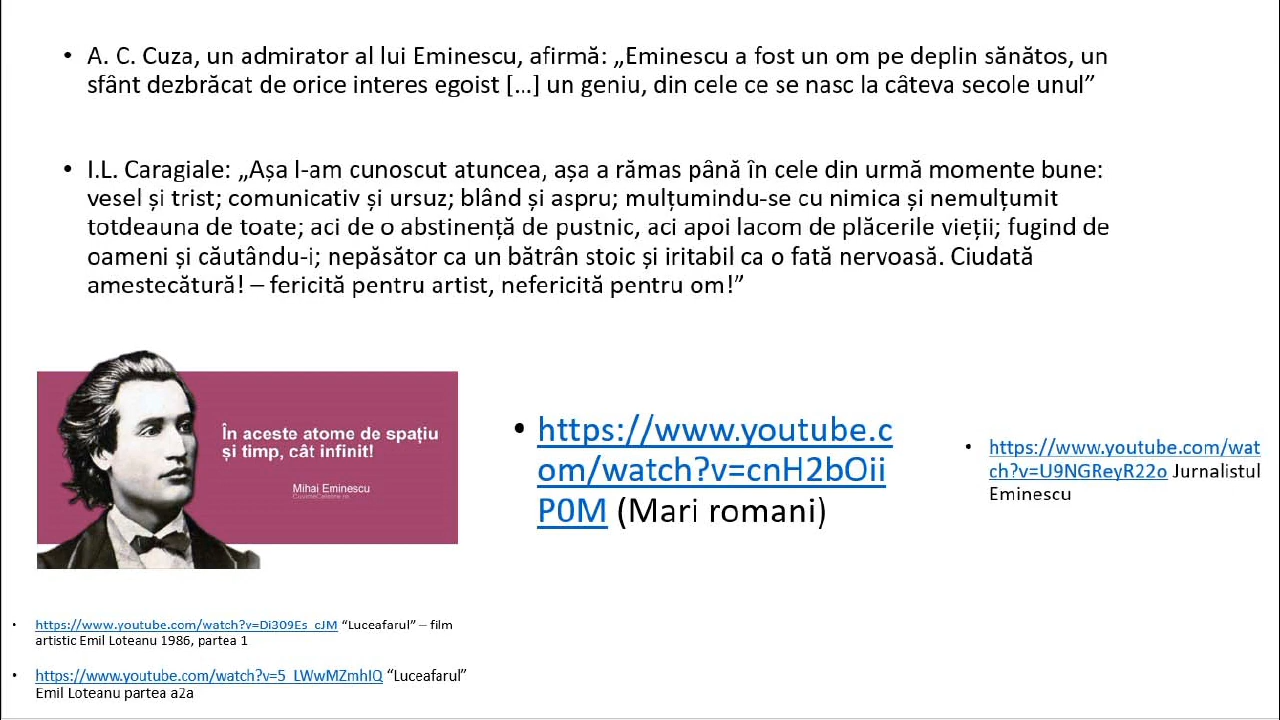 • A. C. Cuza, un admirator al lui Eminescu, afirmă: „Eminescu a fost un om pe deplin sănătos, un
sfânt dezbrăcat de orice interes egoist [...] un geniu, din cele ce se nasc la câteva secole unul”
• I.L. Caragiale: „Așa l-am cunoscut atuncea, așa a rămas până în cele din urmă momente bune:
vesel și trist; comunicativ și ursuz; blând și aspru; mulțumindu-se cu nimica și nemulțumit
totdeauna de toate; aci de o abstinență de pustnic, aci apoi lacom de plăcerile vieții; fugind de
oameni și căutându-i; nepăsător ca un bătrân stoic și iritabil ca o fată nervoasă. Ciudată
amestecătură! – fericită pentru artist, nefericită pentru om!”
În aceste atome de spațiu
și timp, cât infinit!
Mihai Eminescu
• https://www.youtube.c
om/watch?v=cnH2bOii
P0M (Mari romani)
• https://www.youtube.com/wat
ch?v=U9NGReyR22o Jurnalistul
Eminescu
• https://www.youtube.com/watch?v=Di309Es_cJM “Luceafarul” – film
artistic Emil Loteanu 1986, partea 1
• https://www.youtube.com/watch?v=5_LWwMZmhIQ “Luceafarul”
Emil Loteanu partea a2a